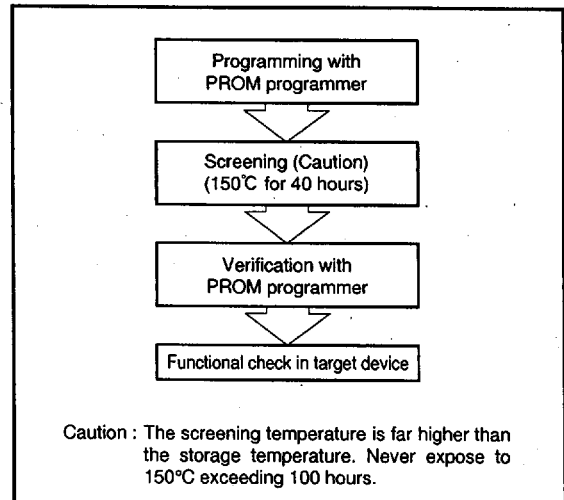 Programming with
PROM programmer
Screening (Caution)
(150℃ for 40 hours)
Verification with
PROM programmer
Functional check in target device
Caution : The screening temperature is far higher than
the storage temperature. Never expose to
150°C exceeding 100 hours.